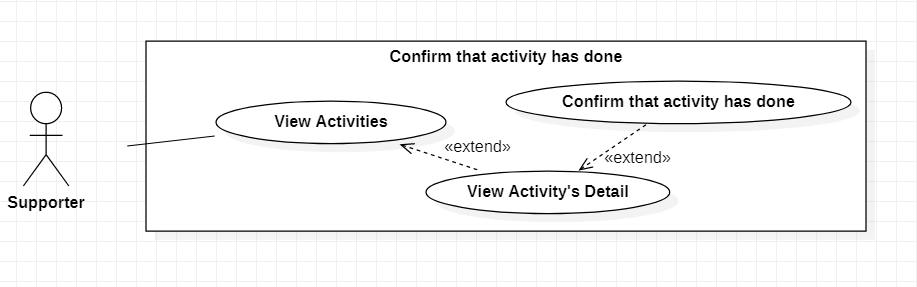 Confirm that activity has done
View Activities
Confirm that activity has done
«extend»
«extend»
View Activity's Detail
Supporter